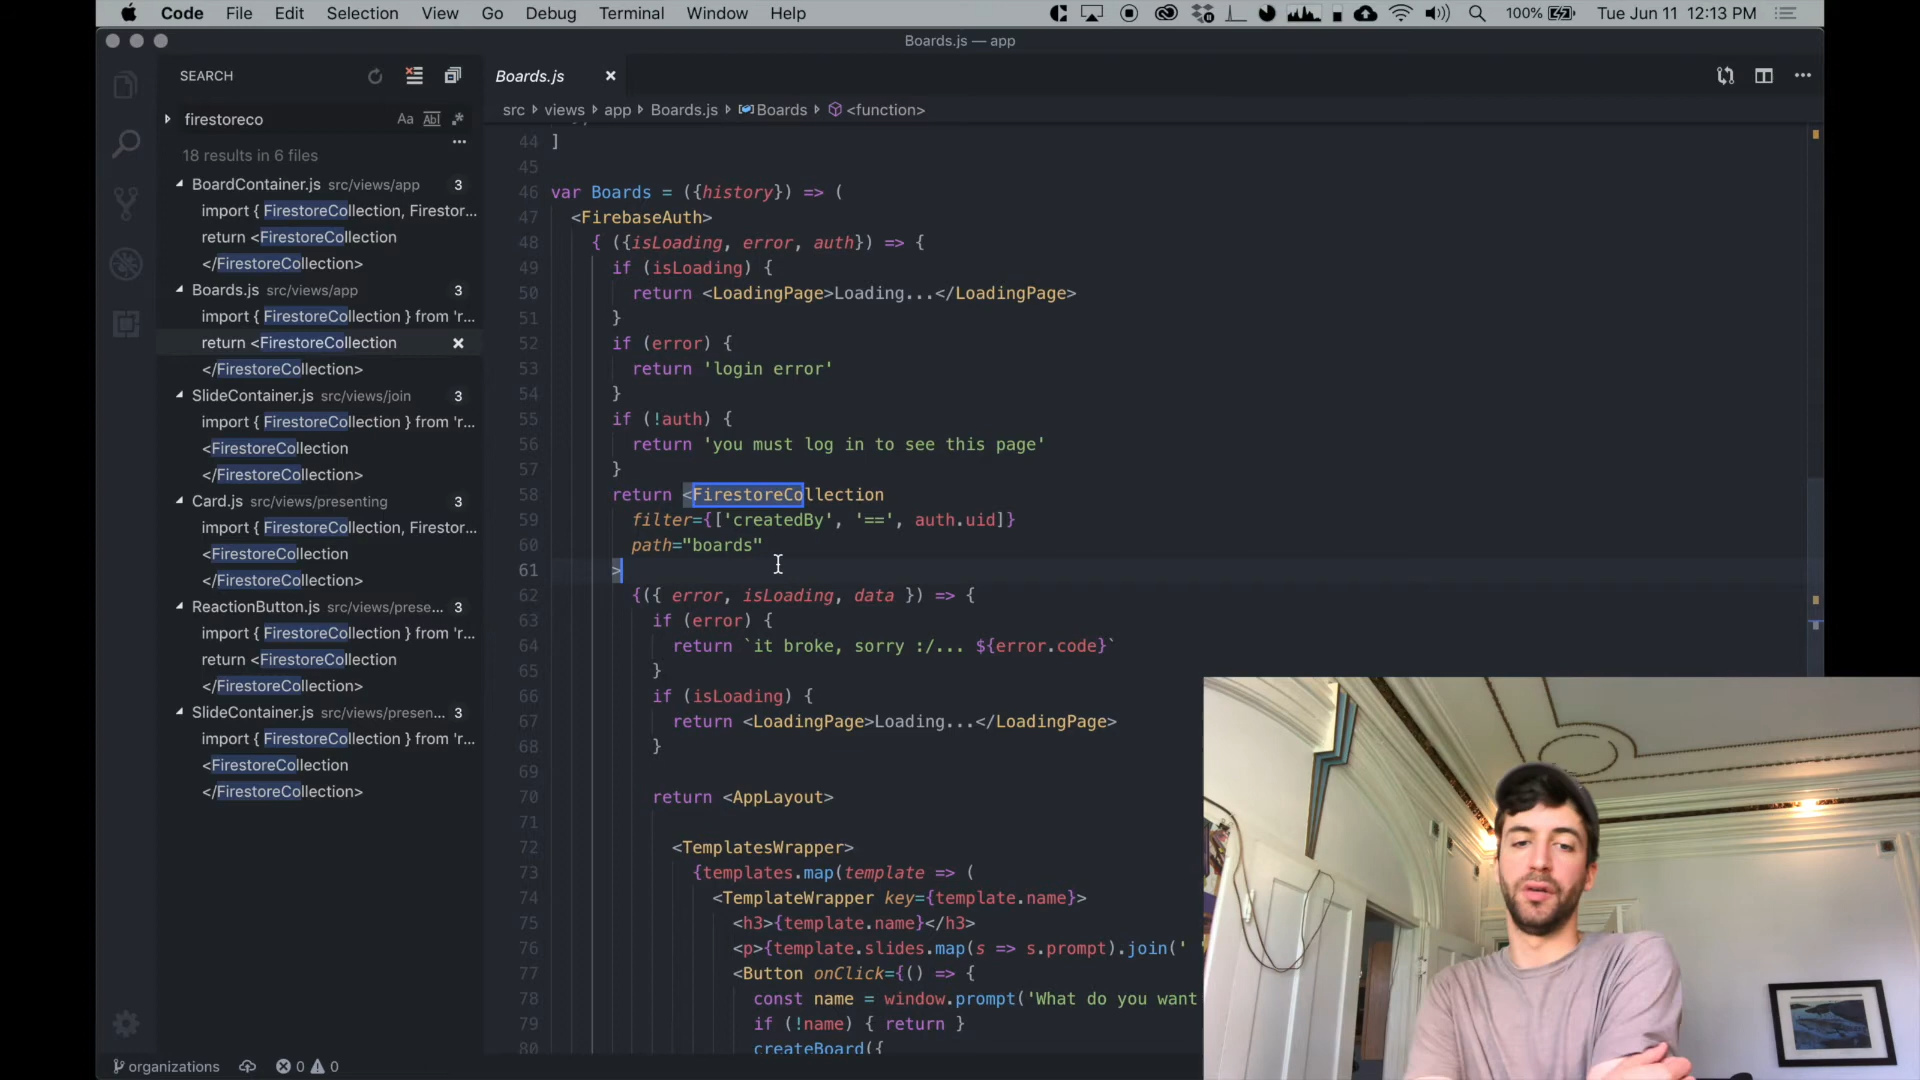 Code File Edit Selection View Go Debug Terminal Window Help 100% Tue Jun 11 12:13 PM
Boards.js — app
SEARCH
firestoreco
Aa Abl .*
18 results in 6 files
BoardContainer.js src/views/app 3
import { FirestoreCollection, Firestor...
return <FirestoreCollection
</FirestoreCollection>
Boards.js src/views/app 3
import { FirestoreCollection } from 'r...
return <FirestoreCollection
</FirestoreCollection>
SlideContainer.js src/views/join 3
import { FirestoreCollection } from 'r...
<FirestoreCollection
</FirestoreCollection>
Card.js src/views/presenting 3
import { FirestoreCollection, Firestor...
<FirestoreCollection
</FirestoreCollection>
ReactionButton.js src/views/prese... 3
import { FirestoreCollection } from 'r...
return <FirestoreCollection
</FirestoreCollection>
SlideContainer.js src/views/presen... 3
import { FirestoreCollection } from 'r...
<FirestoreCollection
</FirestoreCollection>
Boards.js
src views app Boards.js Boards <function>
44 ]
45
46 var Boards = ({history}) => (
47 <FirebaseAuth>
48 { ({isLoading, error, auth}) => {
49 if (isLoading) {
50 return <LoadingPage>Loading...</LoadingPage>
51 }
52 if (error) {
53 return 'login error'
54 }
55 if (!auth) {
56 return 'you must log in to see this page'
57 }
58 return <FirestoreCollection
59 filter={['createdBy', '==', auth.uid]}
60 path="boards"
61 >
62 {({ error, isLoading, data }) => {
63 if (error) {
64 return `it broke, sorry :/... ${error.code}`
65 }
66 if (isLoading) {
67 return <LoadingPage>Loading...</LoadingPage>
68 }
69
70 return <AppLayout>
71
72 <TemplatesWrapper>
73 {templates.map(template => (
74 <TemplateWrapper key={template.name}>
75 <h3>{template.name}</h3>
76 <p>{template.slides.map(s => s.prompt).join(' '
77 <Button onClick={() => {
78 const name = window.prompt('What do you want
79 if (!name) { return }
80 createBoard({
organizations 0 0